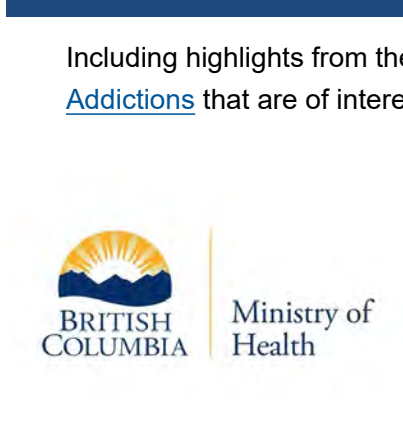 Including highlights from the
Addictions that are of intere
BRITISH
COLUMBIA
Ministry of
Health